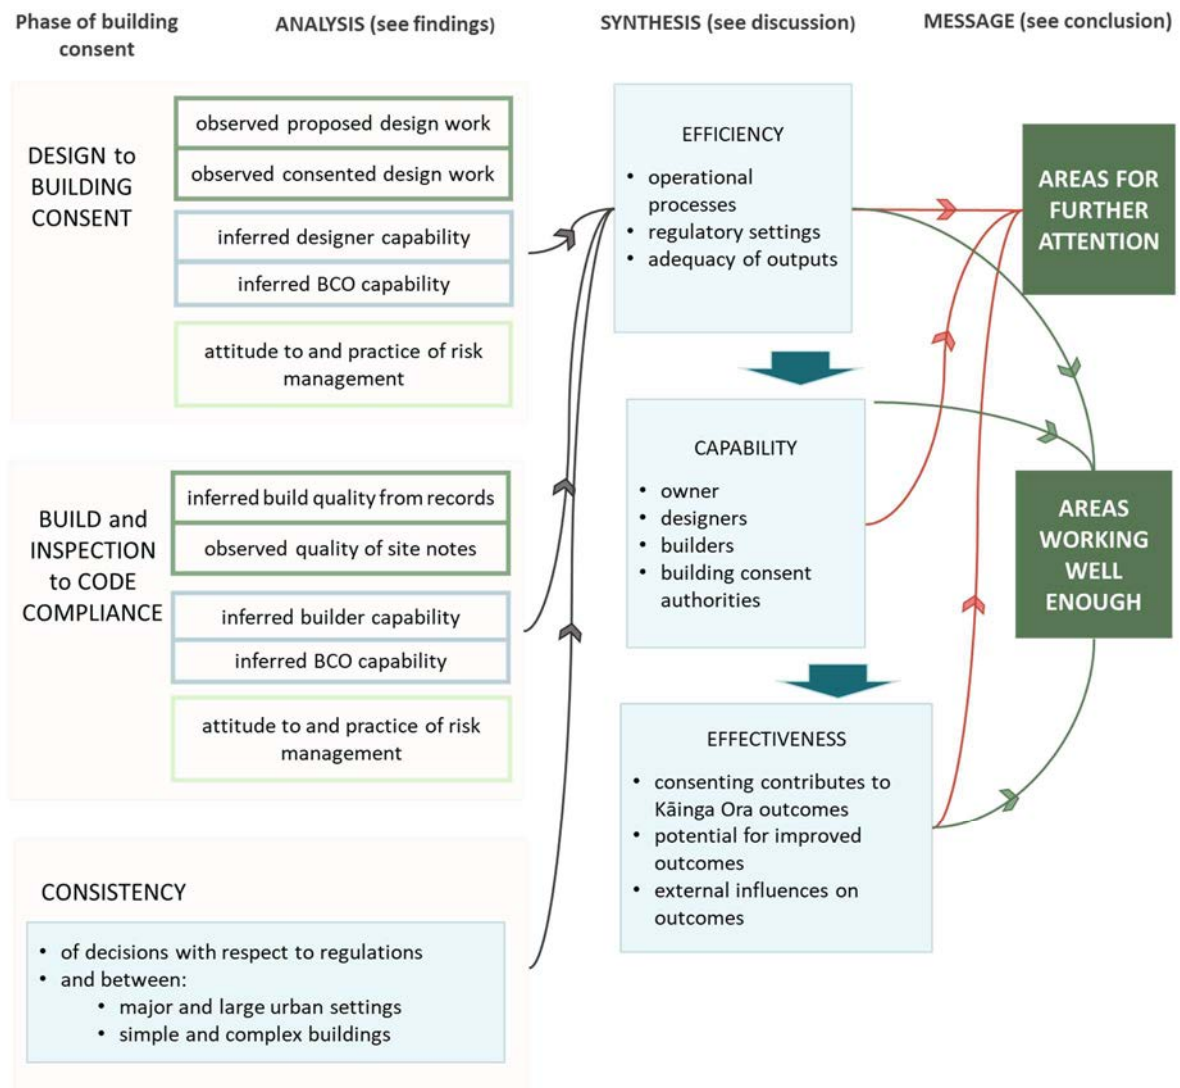 Phase of building
consent
ANALYSIS (see findings)
SYNTHESIS (see discussion)
MESSAGE (see conclusion)
DESIGN to
BUILDING
CONSENT
observed proposed design work
observed consented design work
inferred designer capability
inferred BCO capability
attitude to and practice of risk
management
BUILD and
INSPECTION
to CODE
COMPLIANCE
inferred build quality from records
observed quality of site notes
inferred builder capability
inferred BCO capability
attitude to and practice of risk
management
CONSISTENCY
• of decisions with respect to regulations
• and between:
• major and large urban settings
• simple and complex buildings
EFFICIENCY
• operational
processes
• regulatory settings
• adequacy of outputs
CAPABILITY
• owner
• designers
• builders
• building consent
authorities
EFFECTIVENESS
• consenting contributes to
Kāinga Ora outcomes
• potential for improved
outcomes
• external influences on
outcomes
AREAS FOR
FURTHER
ATTENTION
AREAS
WORKING
WELL
ENOUGH